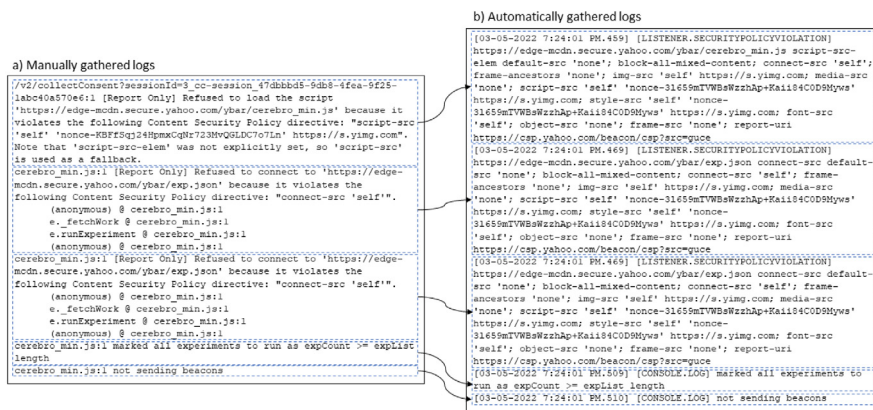 b) Automatically gathered logs
a) Manually gathered logs
/v2/collectConsent?sessionId=3_cc-session_47dbbbd5-9db8-4fea-9f25-
1abc40a570e6:1 [Report Only] Refused to load the script
'https://edge-mcdn.secure.yahoo.com/ybar/cerebro_min.js' because it
violates the following Content Security Policy directive: "script-src
'self' 'nonce-KBFfSqj24HpmxCqNr723MvQGLDC7o7Ln' https://s.yimg.com".
Note that 'script-src-elem' was not explicitly set, so 'script-src'
is used as a fallback.
cerebro_min.js:1 [Report Only] Refused to connect to 'https://edge-
mcdn.secure.yahoo.com/ybar/exp.json' because it violates the
following Content Security Policy directive: "connect-src 'self'".
(anonymous) @ cerebro_min.js:1
e._fetchWork @ cerebro_min.js:1
e.runExperiment @ cerebro_min.js:1
(anonymous) @ cerebro_min.js:1
cerebro_min.js:1 [Report Only] Refused to connect to 'https://edge-
mcdn.secure.yahoo.com/ybar/exp.json' because it violates the
following Content Security Policy directive: "connect-src 'self'".
(anonymous) @ cerebro_min.js:1
e._fetchWork @ cerebro_min.js:1
e.runExperiment @ cerebro_min.js:1
(anonymous) @ cerebro_min.js:1
cerebro_min.js:1 marked all experiments to run as expCount >= expList
length
cerebro_min.js:1 not sending beacons
[03-05-2022 7:24:01 PM.459] [LISTENER.SECURITYPOLICYVIOLATION]
https://edge-mcdn.secure.yahoo.com/ybar/cerebro_min.js script-src-
elem default-src 'none'; block-all-mixed-content; connect-src 'self';
frame-ancestors 'none'; img-src 'self' https://s.yimg.com; media-src
'none'; script-src 'self' 'nonce-31659mTVWBsWzzhAp+Kaii84C0D9Myws'
https://s.yimg.com; style-src 'self' 'nonce-
31659mTVWBsWzzhAp+Kaii84C0D9Myws' https://s.yimg.com; font-src
'self'; object-src 'none'; frame-src 'none'; report-uri
https://csp.yahoo.com/beacon/csp?src=guce
[03-05-2022 7:24:01 PM.469] [LISTENER.SECURITYPOLICYVIOLATION]
https://edge-mcdn.secure.yahoo.com/ybar/exp.json connect-src default-
src 'none'; block-all-mixed-content; connect-src 'self'; frame-
ancestors 'none'; img-src 'self' https://s.yimg.com; media-src
'none'; script-src 'self' 'nonce-31659mTVWBsWzzhAp+Kaii84C0D9Myws'
https://s.yimg.com; style-src 'self' 'nonce-
31659mTVWBsWzzhAp+Kaii84C0D9Myws' https://s.yimg.com; font-src
'self'; object-src 'none'; frame-src 'none'; report-uri
https://csp.yahoo.com/beacon/csp?src=guce
[03-05-2022 7:24:01 PM.469] [LISTENER.SECURITYPOLICYVIOLATION]
https://edge-mcdn.secure.yahoo.com/ybar/exp.json connect-src default-
src 'none'; block-all-mixed-content; connect-src 'self'; frame-
ancestors 'none'; img-src 'self' https://s.yimg.com; media-src
'none'; script-src 'self' 'nonce-31659mTVWBsWzzhAp+Kaii84C0D9Myws'
https://s.yimg.com; style-src 'self' 'nonce-
31659mTVWBsWzzhAp+Kaii84C0D9Myws' https://s.yimg.com; font-src
'self'; object-src 'none'; frame-src 'none'; report-uri
https://csp.yahoo.com/beacon/csp?src=guce
[03-05-2022 7:24:01 PM.509] [CONSOLE.LOG] marked all experiments to
run as expCount >= expList length
[03-05-2022 7:24:01 PM.510] [CONSOLE.LOG] not sending beacons